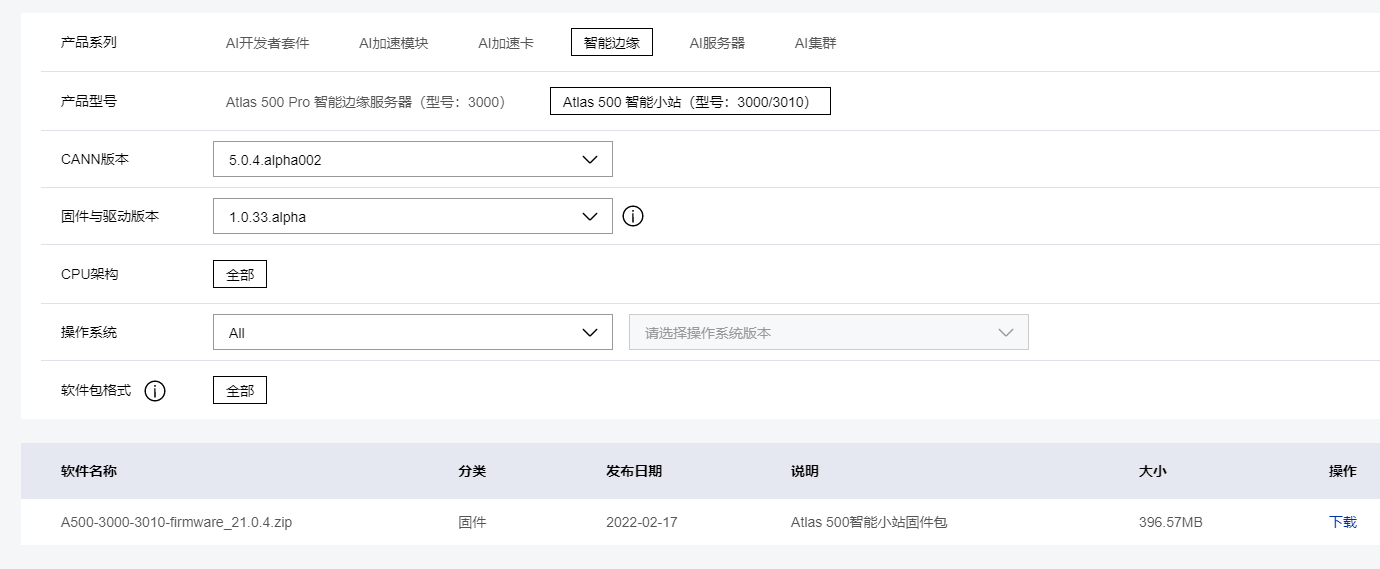 产品系列 AI开发者套件 AI加速模块 AI加速卡 智能边缘 AI服务器 AI集群
产品型号 Atlas 500 Pro 智能边缘服务器（型号：3000） Atlas 500 智能小站（型号：3000/3010）
CANN版本 5.0.4.alpha002
固件与驱动版本 1.0.33.alpha
CPU架构 全部
操作系统 All 请选择操作系统版本
软件包格式 全部
软件名称 分类 发布日期 说明 大小 操作
A500-3000-3010-firmware_21.0.4.zip 固件 2022-02-17 Atlas 500智能小站固件包 396.57MB 下载